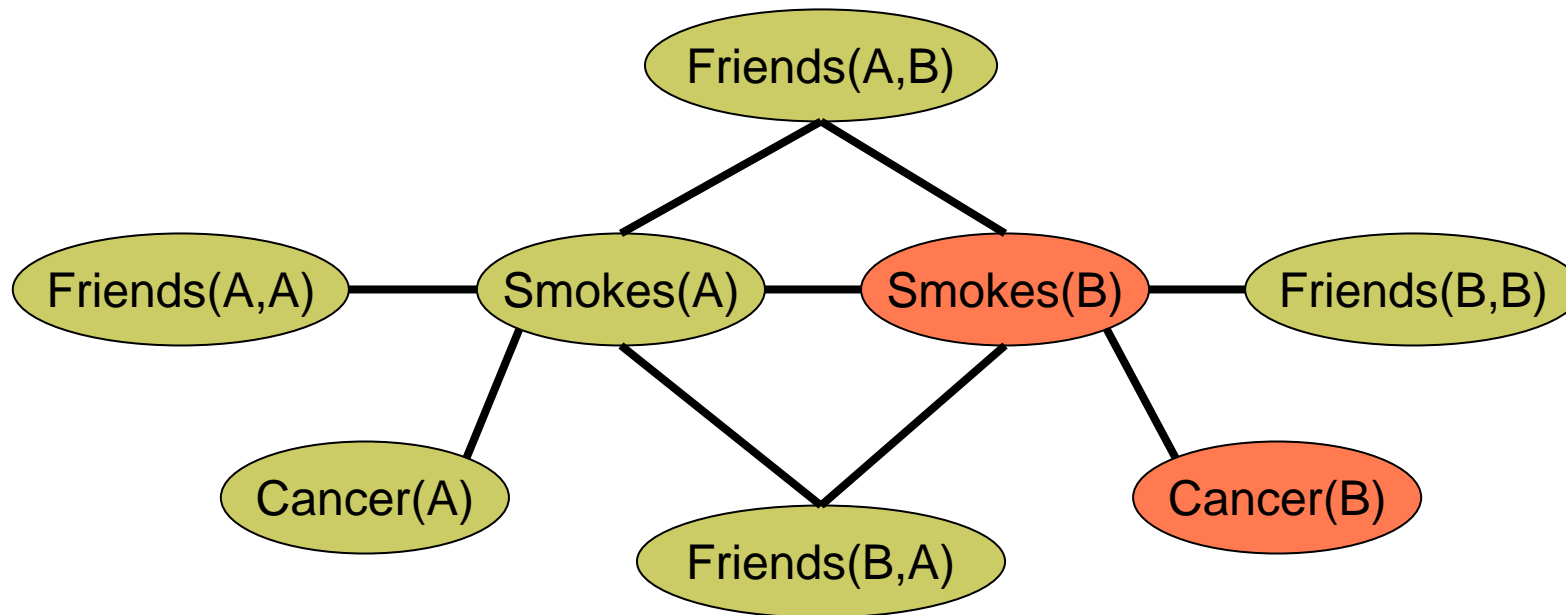 Friends(A,B)
Friends(A,A)
Smokes(A)
Smokes(B)
Friends(B,B)
Cancer(A)
Cancer(B)
Friends(B,A)